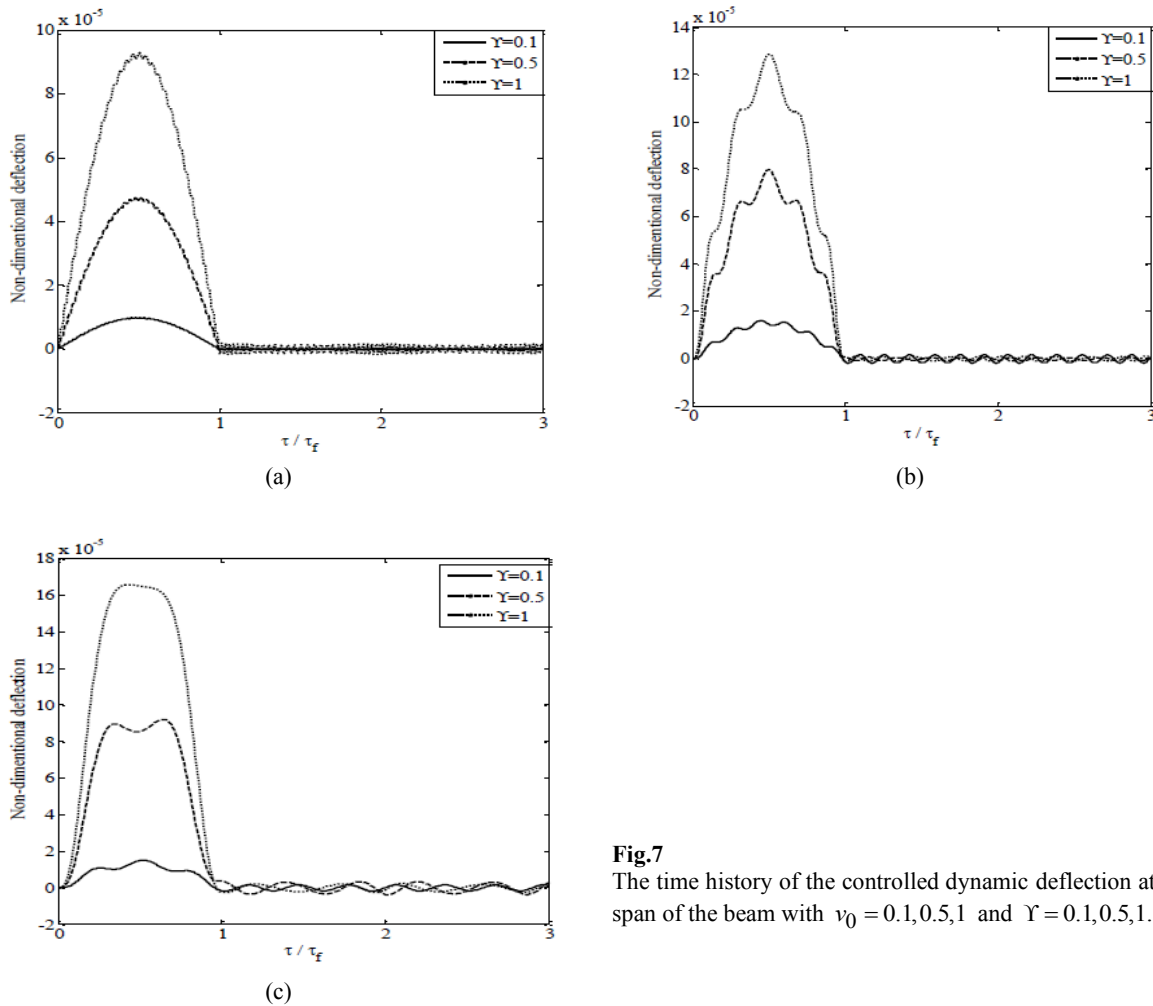 x 10⁻⁵
10
8
6
4
2
0
-2
0 1 2 3
Non-dimentional deflection
τ / τf
ϒ=0.1
ϒ=0.5
ϒ=1
(a)
x 10⁻⁵
14
12
10
8
6
4
2
0
-2
0 1 2 3
Non-dimentional deflection
τ / τf
ϒ=0.1
ϒ=0.5
ϒ=1
(b)
x 10⁻⁵
18
16
14
12
10
8
6
4
2
0
-2
0 1 2 3
Non-dimentional deflection
τ / τf
ϒ=0.1
ϒ=0.5
ϒ=1
(c)
Fig.7
The time history of the controlled dynamic deflection at
span of the beam with v₀ = 0.1,0.5,1 and ϒ = 0.1,0.5,1.